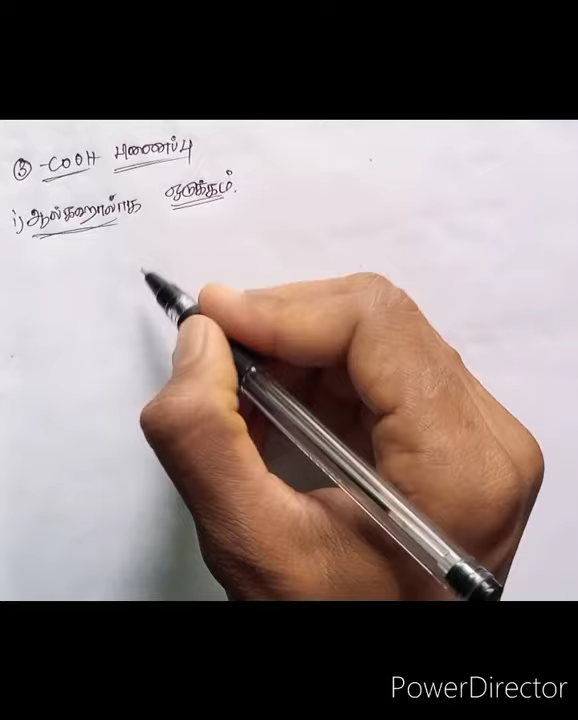 ③ -COOH பிணைப்பு
i) ஆல்கஹாலாக ஒடுக்கம்.
PowerDirector